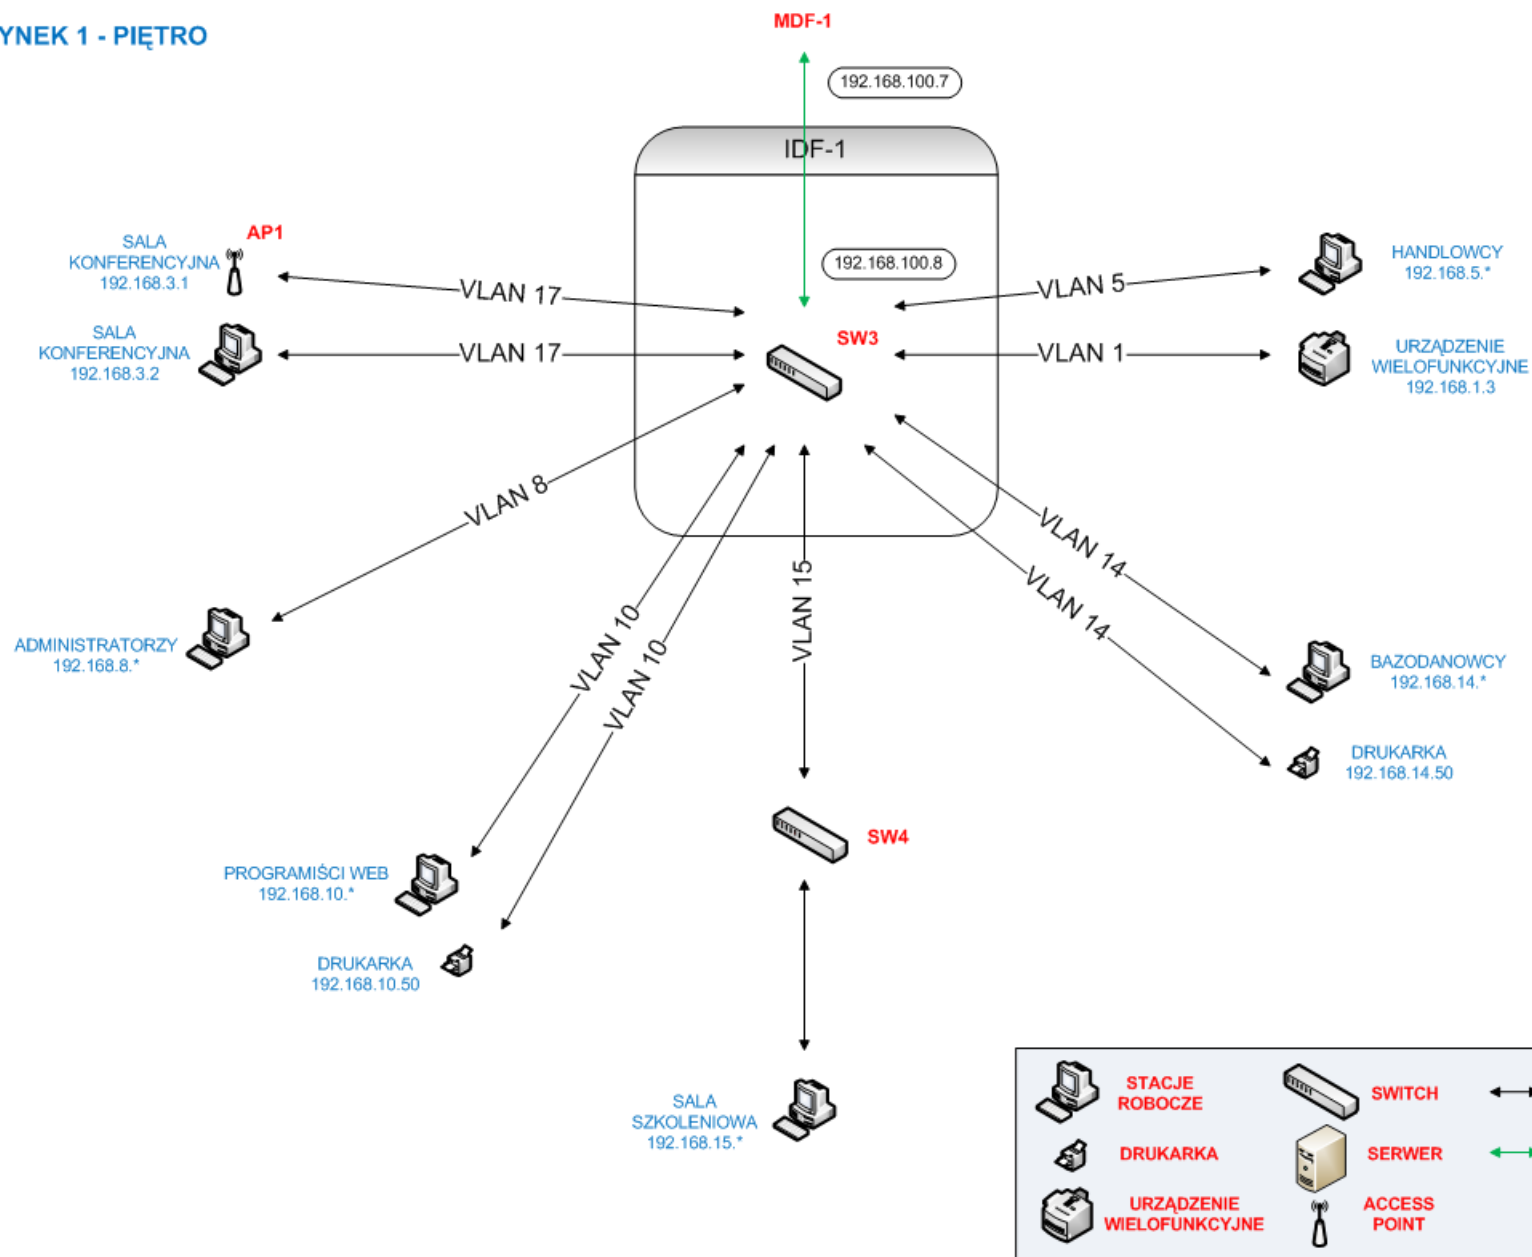 YNEK 1 - PIĘTRO
MDF-1
192.168.100.7
IDF-1
192.168.100.8
SW3
AP1
SALA
KONFERENCYJNA
192.168.3.1
VLAN 17
SALA
KONFERENCYJNA
192.168.3.2
VLAN 17
VLAN 5
HANDLOWCY
192.168.5.*
VLAN 1
URZĄDZENIE
WIELOFUNKCYJNE
192.168.1.3
VLAN 8
ADMINISTRATORZY
192.168.8.*
VLAN 10
VLAN 10
VLAN 15
VLAN 14
VLAN 14
BAZODANOWCY
192.168.14.*
DRUKARKA
192.168.14.50
SW4
PROGRAMIŚCI WEB
192.168.10.*
DRUKARKA
192.168.10.50
SALA
SZKOLENIOWA
192.168.15.*
STACJE
ROBOCZE
SWITCH
DRUKARKA
SERWER
URZĄDZENIE
WIELOFUNKCYJNE
ACCESS
POINT